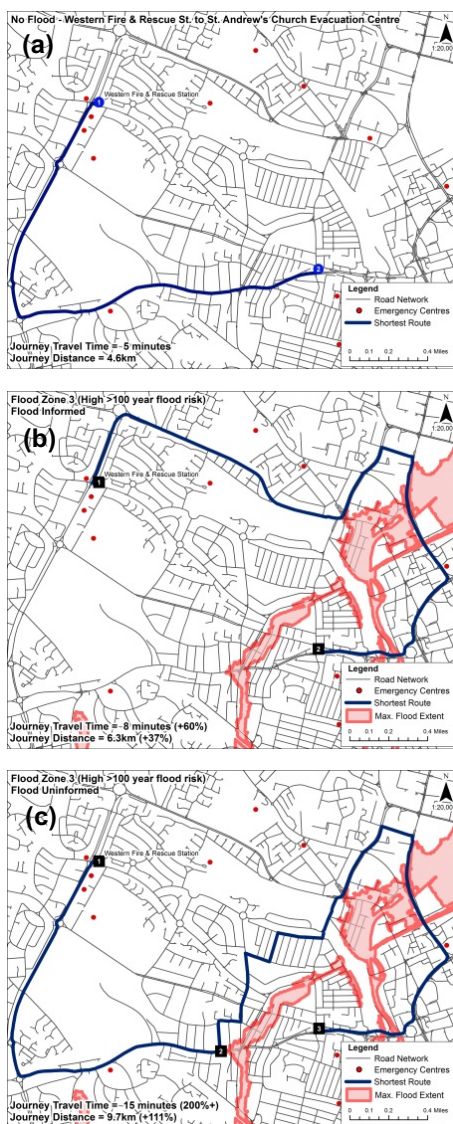 No Flood - Western Fire & Rescue St. to St. Andrew's Church Evacuation Centre
(a)
N
1:20,00
Western Fire & Rescue Station
1
2
Legend
Road Network
Emergency Centres
Shortest Route
0 0.1 0.2 0.4 Miles
Journey Travel Time = ~5 minutes
Journey Distance = 4.6km
Flood Zone 3 (High >100 year flood risk)
Flood Informed
(b)
N
1:20,00
Western Fire & Rescue Station
1
2
Legend
Road Network
Emergency Centres
Shortest Route
Max. Flood Extent
0 0.1 0.2 0.4 Miles
Journey Travel Time = ~8 minutes (+60%)
Journey Distance = 6.3km (+37%)
Flood Zone 3 (High >100 year flood risk)
Flood Uninformed
(c)
N
1:20,00
Western Fire & Rescue Station
1
2
3
Legend
Road Network
Emergency Centres
Shortest Route
Max. Flood Extent
0 0.1 0.2 0.4 Miles
Journey Travel Time = ~15 minutes (200%+)
Journey Distance = 9.7km (+111%)